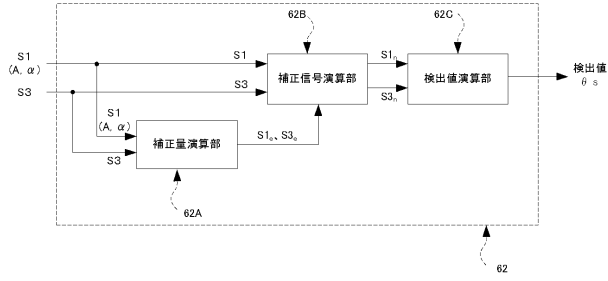 62B
62C
S1
(A, α)
S1
補正信号演算部
S1n
検出値演算部
検出値
θs
S3
S3
S3n
S1
(A, α)
S3
補正量演算部
S1e、S3e
62A
62